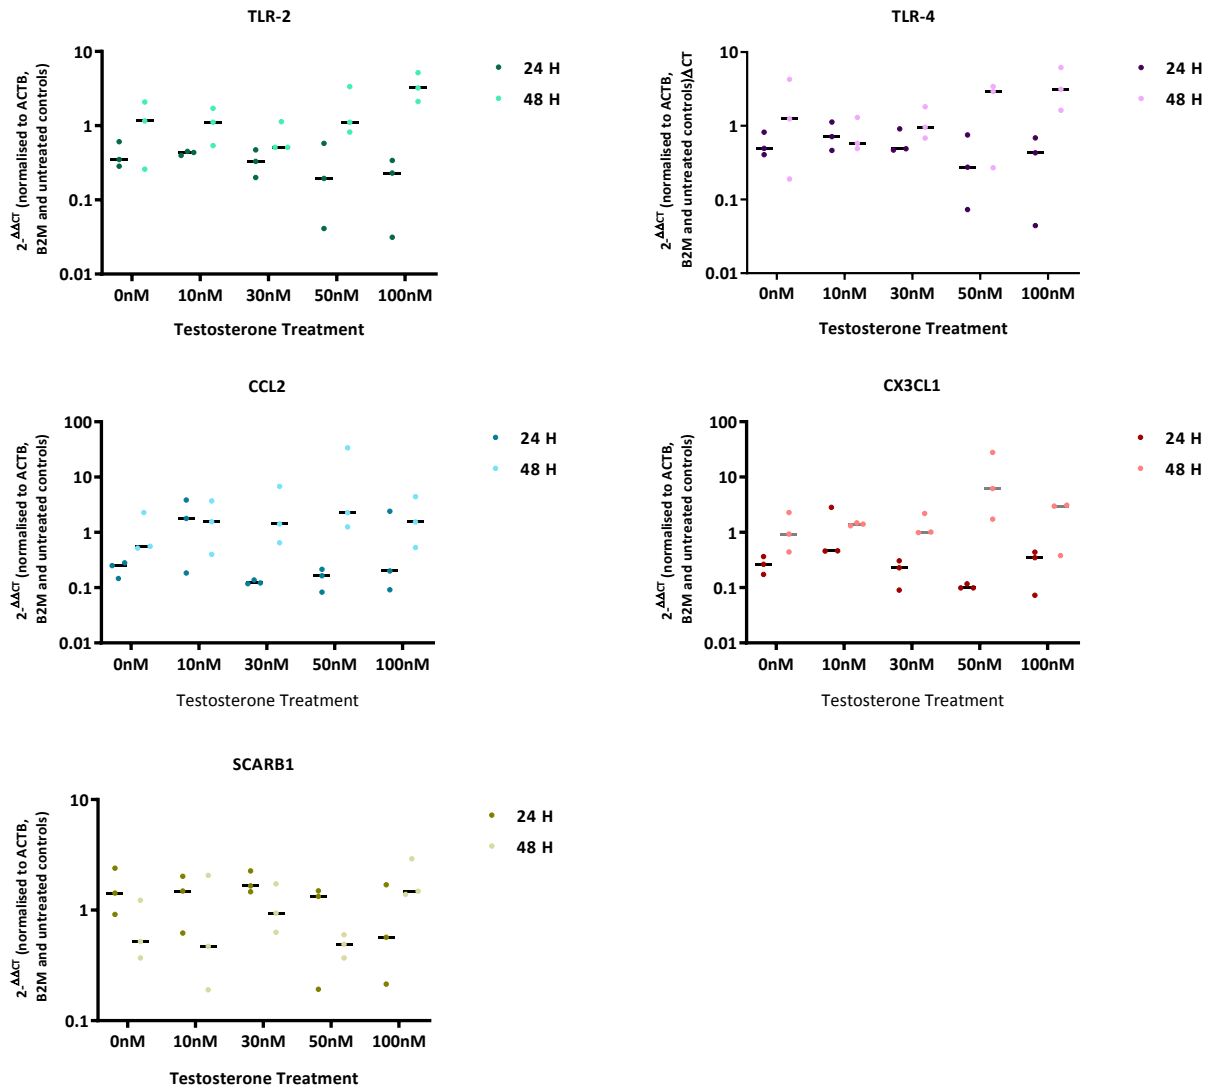 TLR-2
2-ΔΔCT (normalised to ACTB,
B2M and untreated controls)
10
1
0.1
0.01
0nM 10nM 30nM 50nM 100nM
Testosterone Treatment
24 H
48 H
TLR-4
2-ΔΔCT (normalised to ACTB,
B2M and untreated controls)ΔCT
10
1
0.1
0.01
0nM 10nM 30nM 50nM 100nM
Testosterone Treatment
24 H
48 H
CCL2
2-ΔΔCT (normalised to ACTB,
B2M and untreated controls)
100
10
1
0.1
0.01
0nM 10nM 30nM 50nM 100nM
Testosterone Treatment
24 H
48 H
CX3CL1
2-ΔΔCT (normalised to ACTB,
B2M and untreated controls)
100
10
1
0.1
0.01
0nM 10nM 30nM 50nM 100nM
Testosterone Treatment
24 H
48 H
SCARB1
2-ΔΔCT (normalised to ACTB,
B2M and untreated controls)
10
1
0.1
0nM 10nM 30nM 50nM 100nM
Testosterone Treatment
24 H
48 H